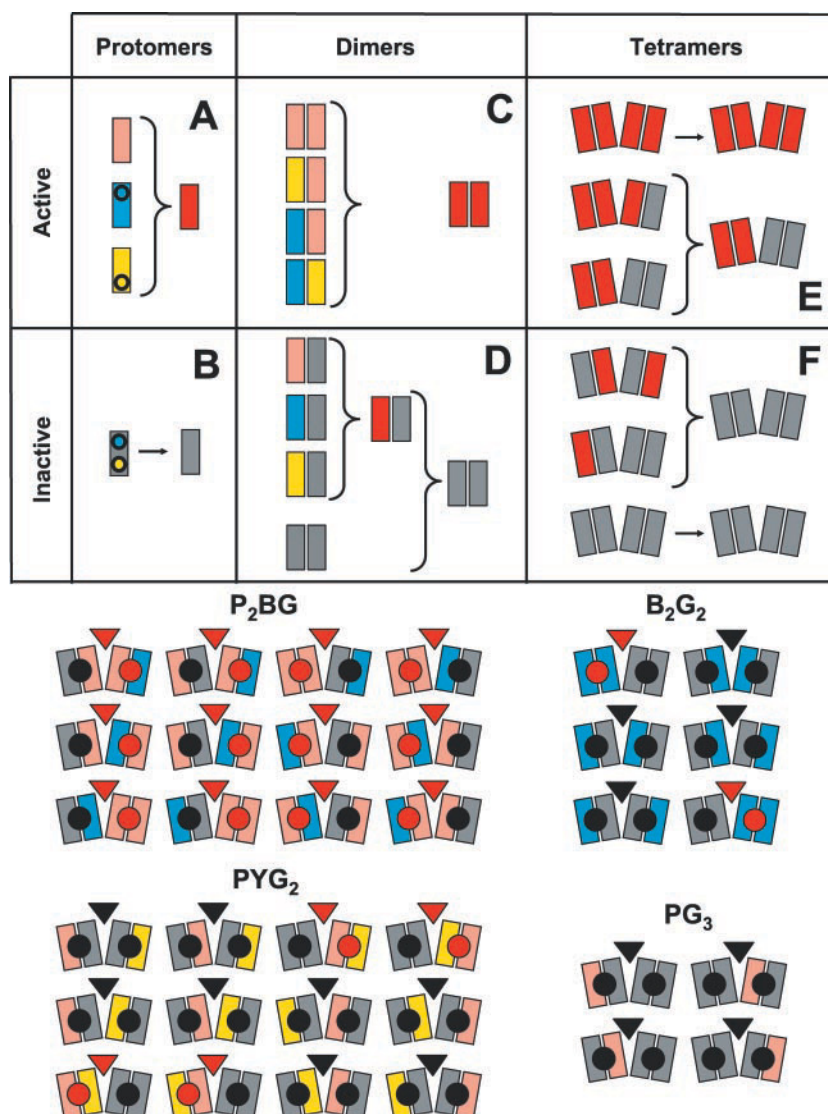 Protomers Dimers Tetramers
Active
A C E
Inactive
B D F
P₂BG B₂G₂
PYG₂ PG₃